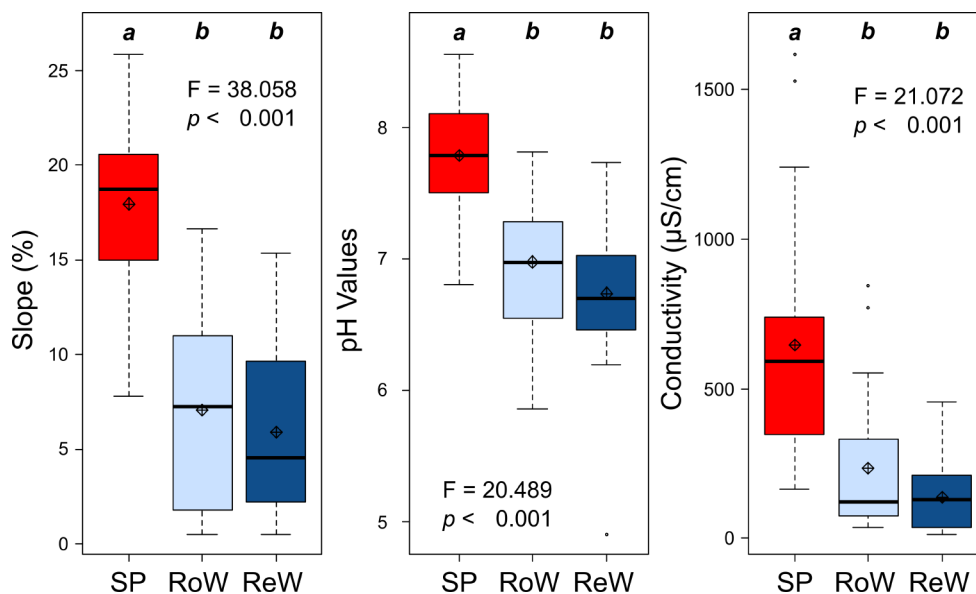 a b b
F = 38.058
p < 0.001
25
20
15
10
5
0
Slope (%)
SP RoW ReW
a b b
8
7
6
5
pH Values
F = 20.489
p < 0.001
SP RoW ReW
a b b
F = 21.072
p < 0.001
1500
1000
500
0
Conductivity (µS/cm)
SP RoW ReW